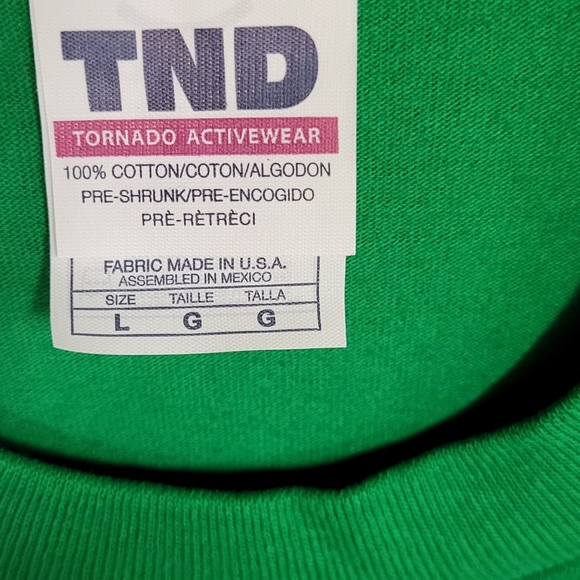 TND
TORNADO ACTIVEWEAR
100% COTTON/COTON/ALGODON
PRE-SHRUNK/PRE-ENCOGIDO
PRÈ-RÈTRÈCI
FABRIC MADE IN U.S.A.
ASSEMBLED IN MEXICO
SIZE TAILLE TALLA
L G G